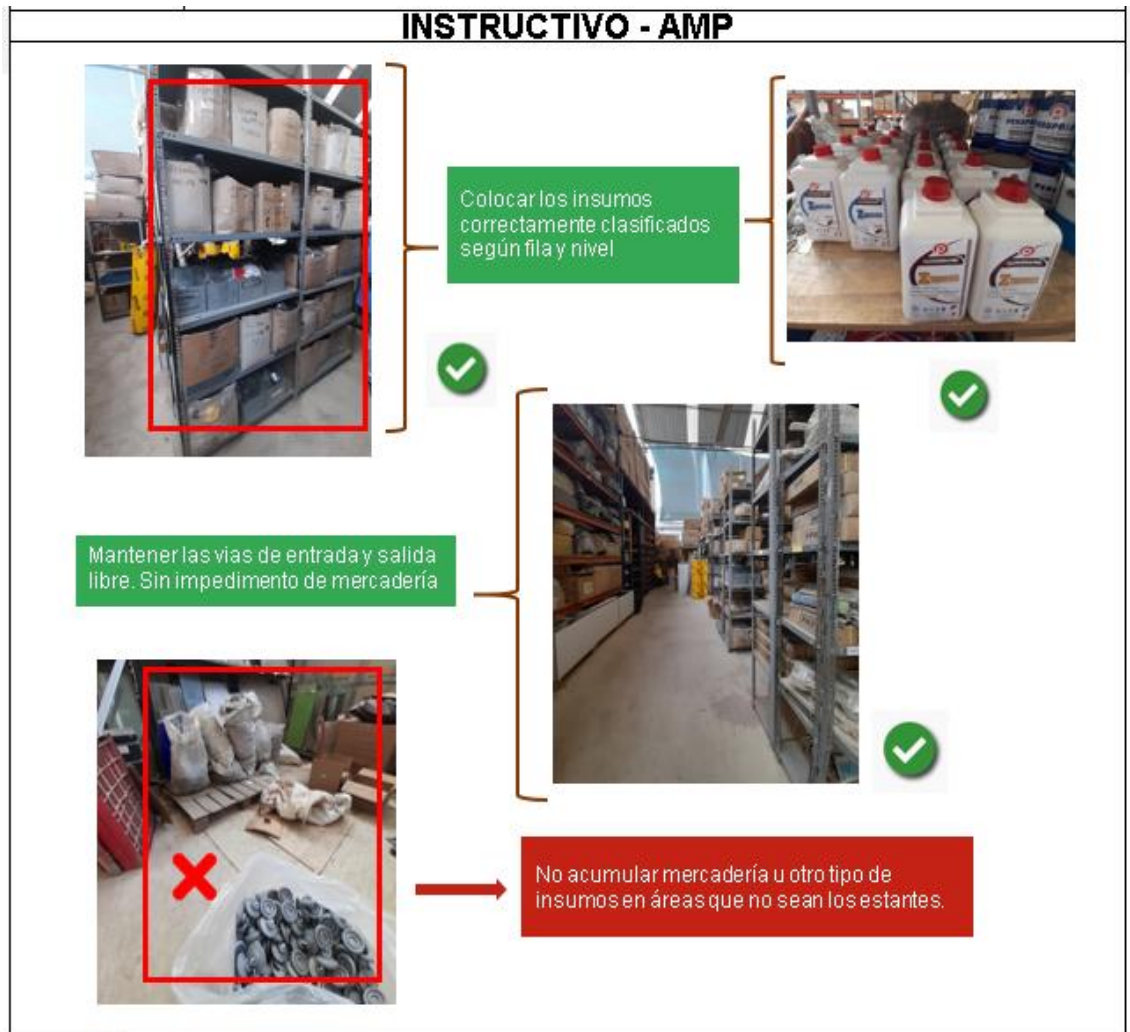 INSTRUCTIVO - AMP
Colocar los insumos
correctamente clasificados
según fila y nivel
Mantener las vias de entrada y salida
libre. Sin impedimento de mercadería
No acumular mercadería u otro tipo de
insumos en áreas que no sean los estantes.